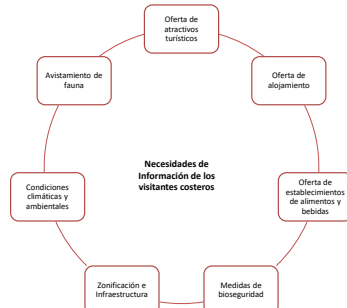 Oferta de
atractivos
turísticos
Avistamiento de
fauna
Oferta de
alojamiento
Necesidades de
Información de los
visitantes costeros
Condiciones
climáticas y
ambientales
Oferta de
establecimientos
de alimentos y
bebidas
Zonificación e
Infraestructura
Medidas de
bioseguridad